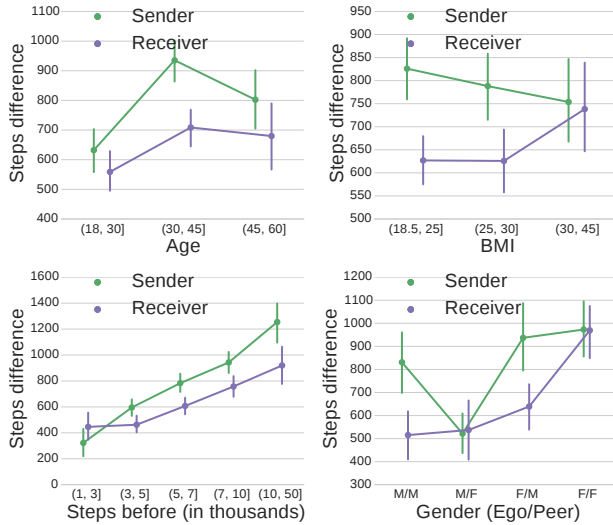 Sender
Receiver
Steps difference
1100
1000
900
800
700
600
500
400
(18, 30]
(30, 45]
(45, 60]
Age
Sender
Receiver
Steps difference
950
900
850
800
750
700
650
600
550
500
(18.5, 25]
(25, 30]
(30, 45]
BMI
Sender
Receiver
Steps difference
1600
1400
1200
1000
800
600
400
200
0
(1, 3]
(3, 5]
(5, 7]
(7, 10]
(10, 50]
Steps before (in thousands)
Sender
Receiver
Steps difference
1200
1100
1000
900
800
700
600
500
400
300
M/M
M/F
F/M
F/F
Gender (Ego/Peer)